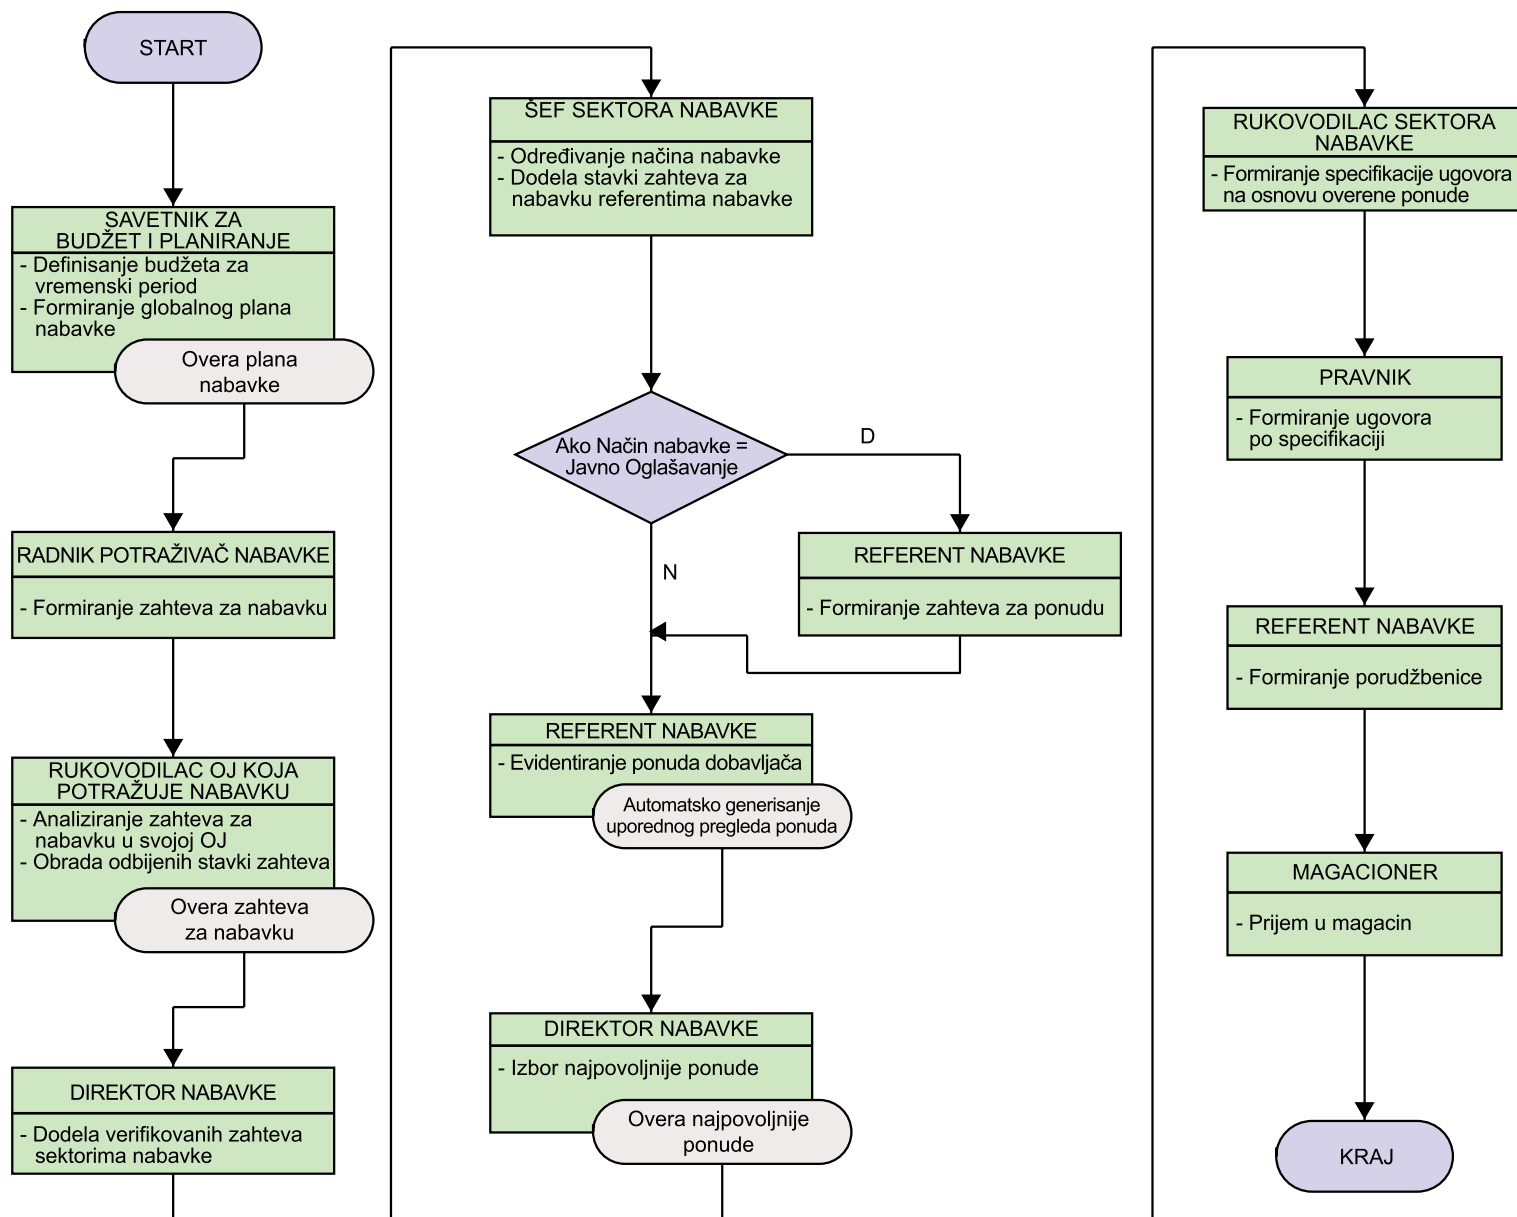 START
SAVETNIK ZA
BUDŽET I PLANIRANJE
- Definisanje budžeta za
vremenski period
- Formiranje globalnog plana
nabavke
Overa plana
nabavke
RADNIK POTRAŽIVAČ NABAVKE
- Formiranje zahteva za nabavku
RUKOVODILAC OJ KOJA
POTRAŽUJE NABAVKU
- Analiziranje zahteva za
nabavku u svojoj OJ
- Obrada odbijenih stavki zahteva
Overa zahteva
za nabavku
DIREKTOR NABAVKE
- Dodela verifikovanih zahteva
sektorima nabavke
ŠEF SEKTORA NABAVKE
- Određivanje načina nabavke
- Dodela stavki zahteva za
nabavku referentima nabavke
Ako Način nabavke =
Javno Oglašavanje
D
N
REFERENT NABAVKE
- Formiranje zahteva za ponudu
REFERENT NABAVKE
- Evidentiranje ponuda dobavljača
Automatsko generisanje
uporednog pregleda ponuda
DIREKTOR NABAVKE
- Izbor najpovoljnije ponude
Overa najpovoljnije
ponude
RUKOVODILAC SEKTORA
NABAVKE
- Formiranje specifikacije ugovora
na osnovu overene ponude
PRAVNIK
- Formiranje ugovora
po specifikaciji
REFERENT NABAVKE
- Formiranje porudžbenice
MAGACIONER
- Prijem u magacin
KRAJ